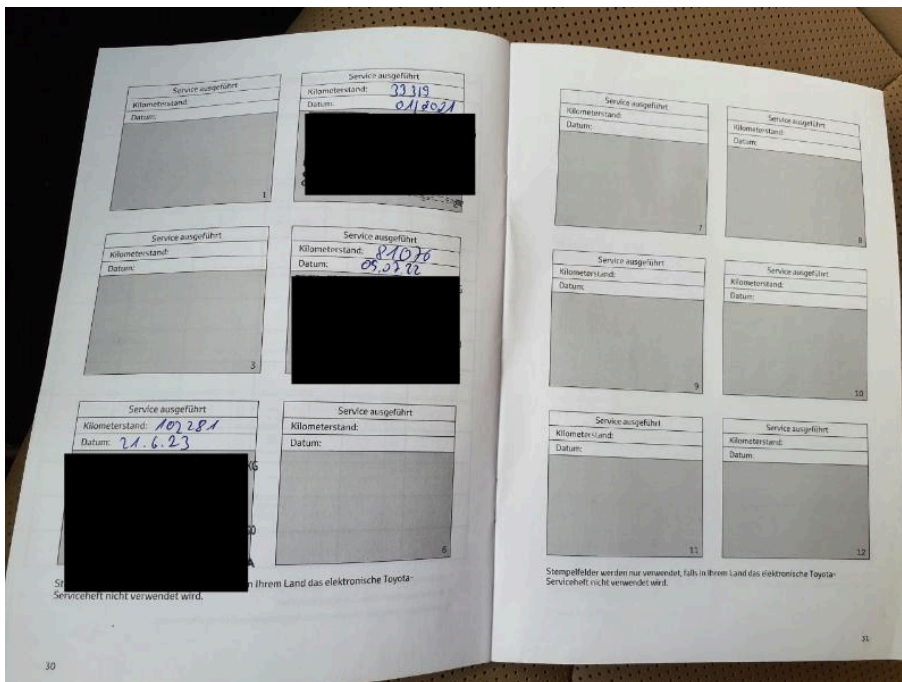 Service ausgeführt
Kilometerstand:
Datum:
1
Service ausgeführt
Kilometerstand: 39319
Datum: 01/2021
Service ausgeführt
Kilometerstand:
Datum:
3
Service ausgeführt
Kilometerstand: 81076
Datum: 05.07.22
Service ausgeführt
Kilometerstand: 102281
Datum: 21.6.23
Service ausgeführt
Kilometerstand:
Datum:
6
in Ihrem Land das elektronische Toyota-
Serviceheft nicht verwendet wird.
30
Service ausgeführt
Kilometerstand:
Datum:
7
Service ausgeführt
Kilometerstand:
Datum:
8
Service ausgeführt
Kilometerstand:
Datum:
9
Service ausgeführt
Kilometerstand:
Datum:
10
Service ausgeführt
Kilometerstand:
Datum:
11
Service ausgeführt
Kilometerstand:
Datum:
12
Stempelfelder werden nur verwendet, falls in Ihrem Land das elektronische Toyota-
Serviceheft nicht verwendet wird.
31